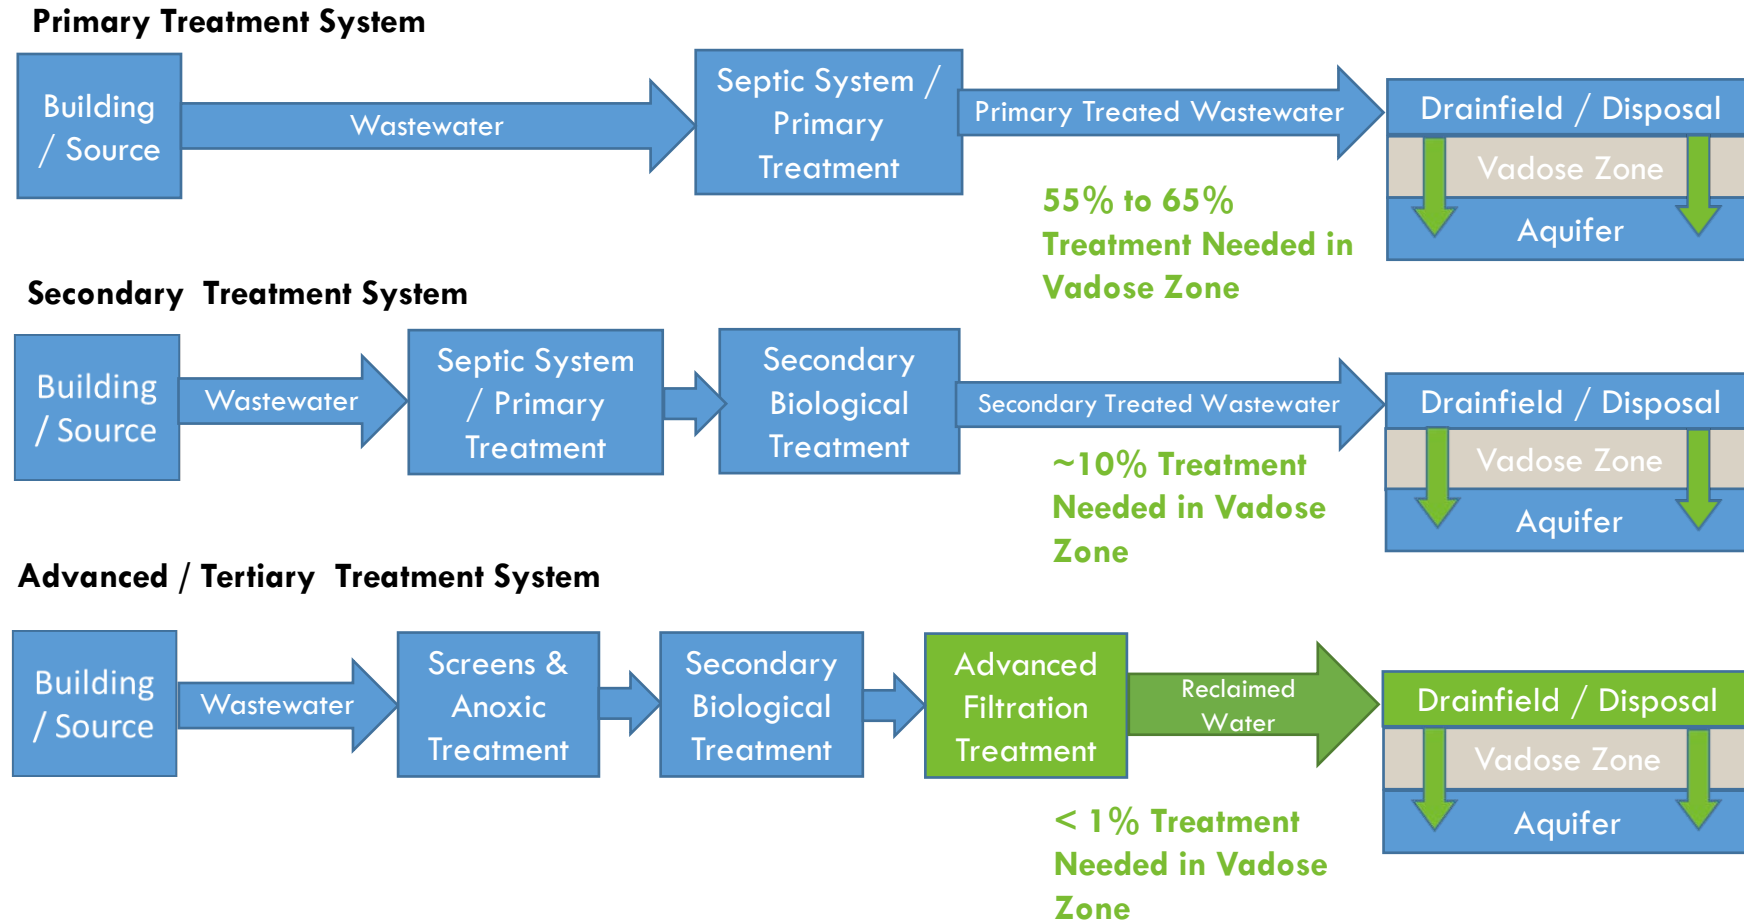 Primary Treatment System
Building
/ Source
Wastewater
Septic System /
Primary
Treatment
Primary Treated Wastewater
Drainfield / Disposal
Vadose Zone
Aquifer
55% to 65%
Treatment Needed in
Vadose Zone
Secondary  Treatment System
Building
/ Source
Wastewater
Septic System
/ Primary
Treatment
Secondary
Biological
Treatment
Secondary Treated Wastewater
Drainfield / Disposal
Vadose Zone
Aquifer
~10% Treatment
Needed in Vadose
Zone
Advanced / Tertiary  Treatment System
Building
/ Source
Wastewater
Screens &
Anoxic
Treatment
Secondary
Biological
Treatment
Advanced
Filtration
Treatment
Reclaimed
Water
Drainfield / Disposal
Vadose Zone
Aquifer
< 1% Treatment
Needed in Vadose
Zone